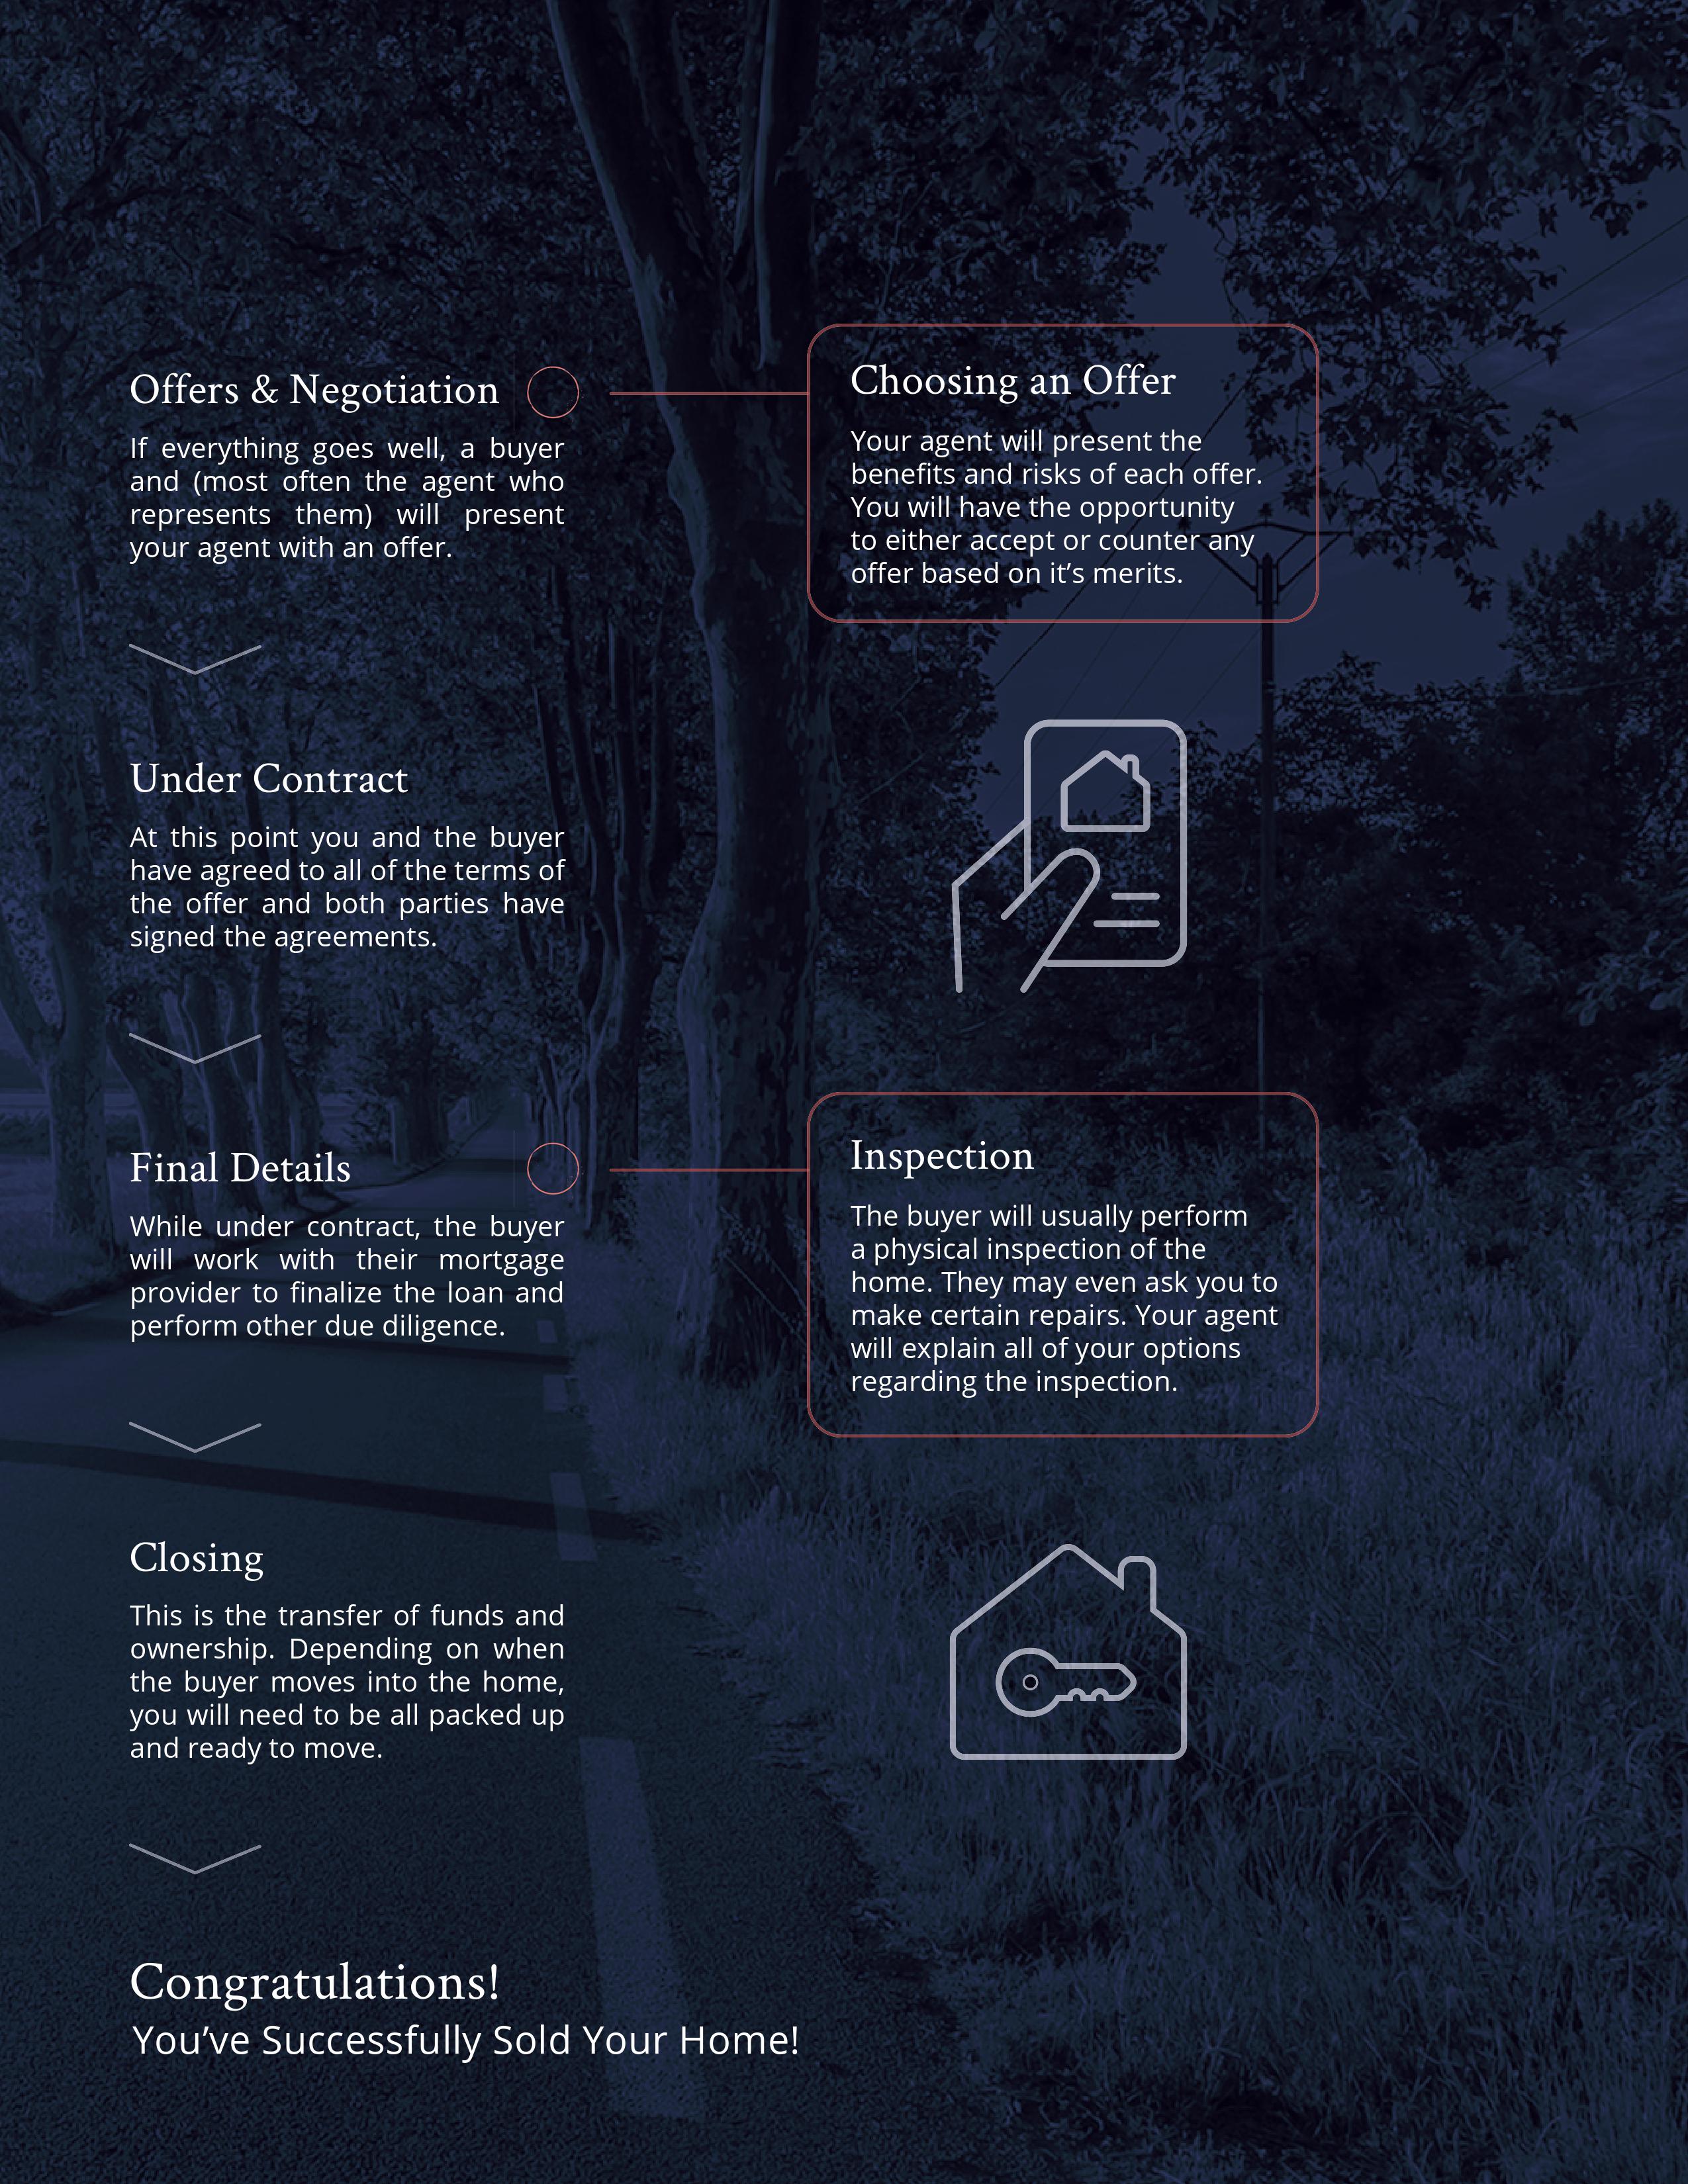 Offers & Negotiation
If everything goes well, a buyer
and (most often the agent who
represents them) will present
your agent with an offer.
Choosing an Offer
Your agent will present the
benefits and risks of each offer.
You will have the opportunity
to either accept or counter any
offer based on it’s merits.
Under Contract
At this point you and the buyer
have agreed to all of the terms of
the offer and both parties have
signed the agreements.
Final Details
While under contract, the buyer
will work with their mortgage
provider to finalize the loan and
perform other due diligence.
Inspection
The buyer will usually perform
a physical inspection of the
home. They may even ask you to
make certain repairs. Your agent
will explain all of your options
regarding the inspection.
Closing
This is the transfer of funds and
ownership. Depending on when
the buyer moves into the home,
you will need to be all packed up
and ready to move.
Congratulations!
You’ve Successfully Sold Your Home!